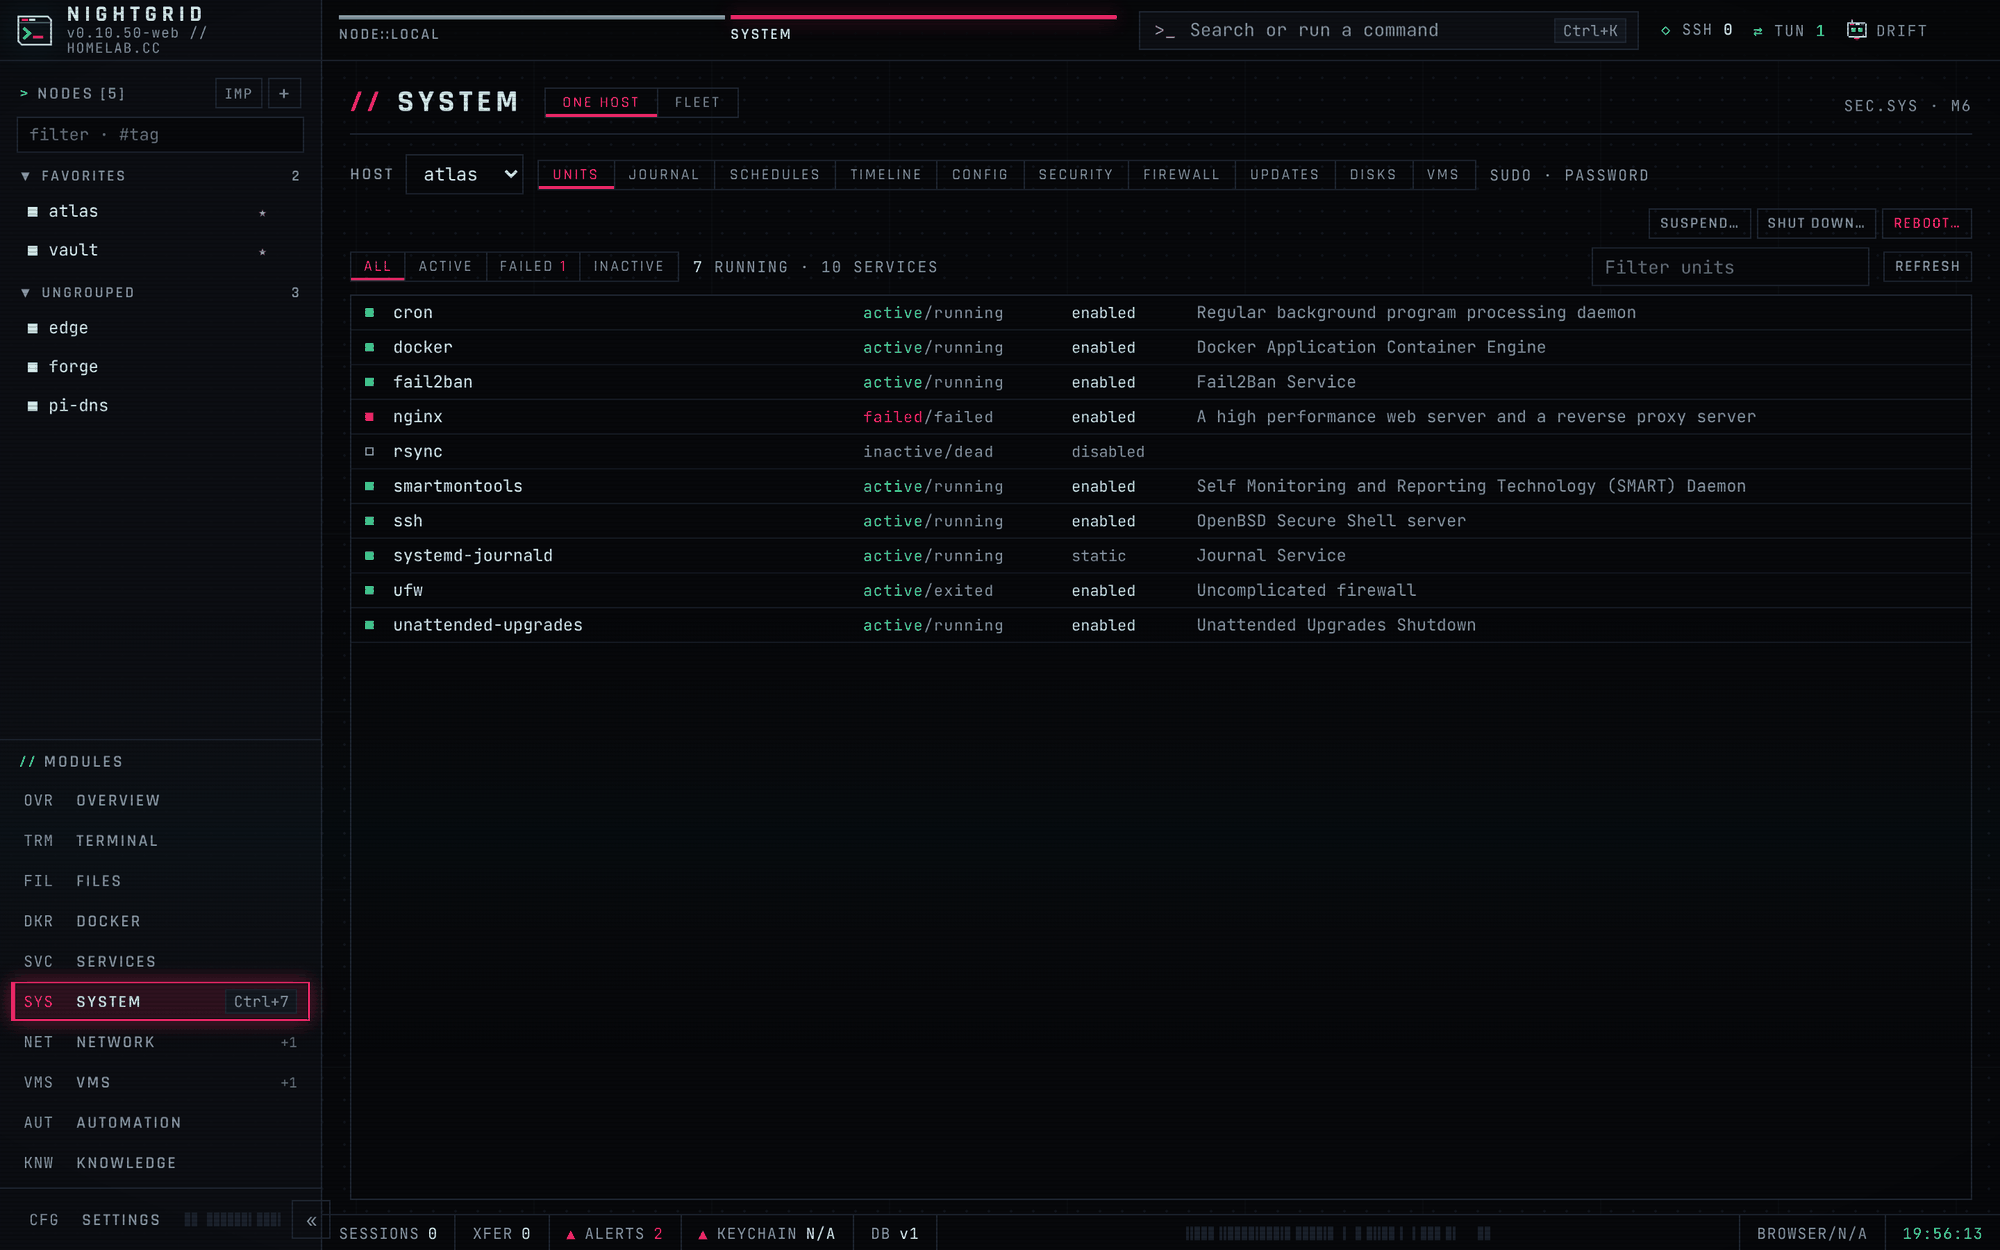 NIGHTGRID
v0.10.50-web //
HOMELAB.CC
NODE::LOCAL
SYSTEM
>_ Search or run a command Ctrl+K
◇ SSH 0 ⇄ TUN 1 DRIFT
> NODES [5] IMP +
filter · #tag
▼ FAVORITES 2
atlas ★
vault ★
▼ UNGROUPED 3
edge
forge
pi-dns
// MODULES
OVR OVERVIEW
TRM TERMINAL
FIL FILES
DKR DOCKER
SVC SERVICES
SYS SYSTEM Ctrl+7
NET NETWORK +1
VMS VMS +1
AUT AUTOMATION
KNW KNOWLEDGE
CFG SETTINGS «
// SYSTEM ONE HOST FLEET SEC.SYS · M6
HOST atlas UNITS JOURNAL SCHEDULES TIMELINE CONFIG SECURITY FIREWALL UPDATES DISKS VMS SUDO · PASSWORD
SUSPEND… SHUT DOWN… REBOOT…
ALL ACTIVE FAILED 1 INACTIVE 7 RUNNING · 10 SERVICES Filter units REFRESH
cron active/running enabled Regular background program processing daemon
docker active/running enabled Docker Application Container Engine
fail2ban active/running enabled Fail2Ban Service
nginx failed/failed enabled A high performance web server and a reverse proxy server
rsync inactive/dead disabled
smartmontools active/running enabled Self Monitoring and Reporting Technology (SMART) Daemon
ssh active/running enabled OpenBSD Secure Shell server
systemd-journald active/running static Journal Service
ufw active/exited enabled Uncomplicated firewall
unattended-upgrades active/running enabled Unattended Upgrades Shutdown
SESSIONS 0 XFER 0 ▲ ALERTS 2 ▲ KEYCHAIN N/A DB v1 BROWSER/N/A 19:56:13